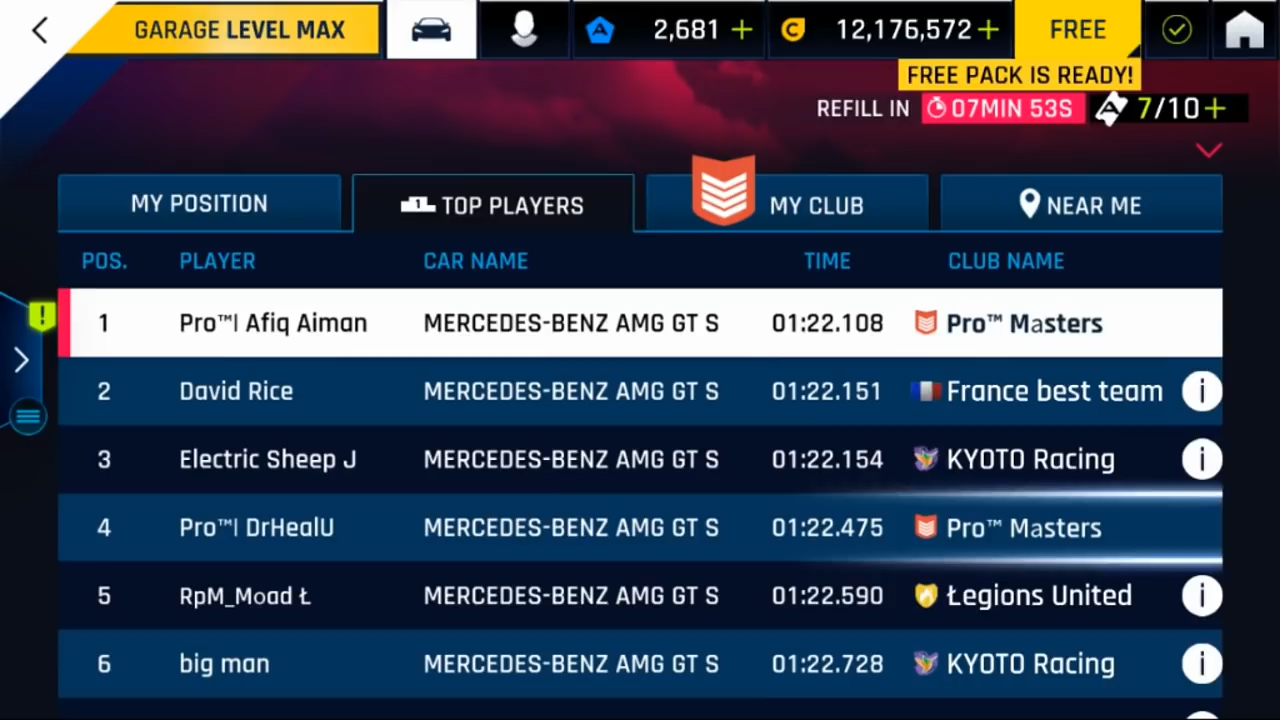 GARAGE LEVEL MAX 2,681 + 12,176,572 + FREE
FREE PACK IS READY!
REFILL IN 07MIN 53S 7/10 +
MY POSITION 1 TOP PLAYERS MY CLUB NEAR ME
POS. PLAYER CAR NAME TIME CLUB NAME
1 Pro™| Afiq Aiman MERCEDES-BENZ AMG GT S 01:22.108 Pro™ Masters
2 David Rice MERCEDES-BENZ AMG GT S 01:22.151 France best team i
3 Electric Sheep J MERCEDES-BENZ AMG GT S 01:22.154 KYOTO Racing i
4 Pro™| DrHealU MERCEDES-BENZ AMG GT S 01:22.475 Pro™ Masters
5 RpM_Moad Ł MERCEDES-BENZ AMG GT S 01:22.590 Łegions United i
6 big man MERCEDES-BENZ AMG GT S 01:22.728 KYOTO Racing i